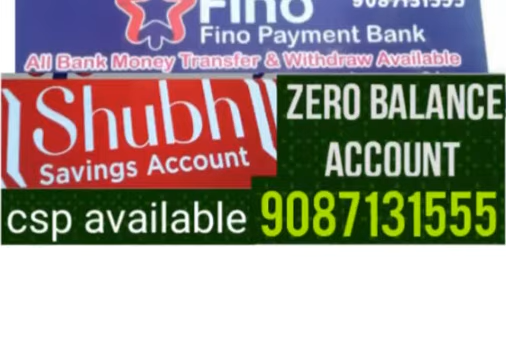 Fino
9087131555
Fino Payment Bank
All Bank Money Transfer & Withdraw Available
Shubh
Savings Account
ZERO BALANCE
ACCOUNT
csp available
9087131555